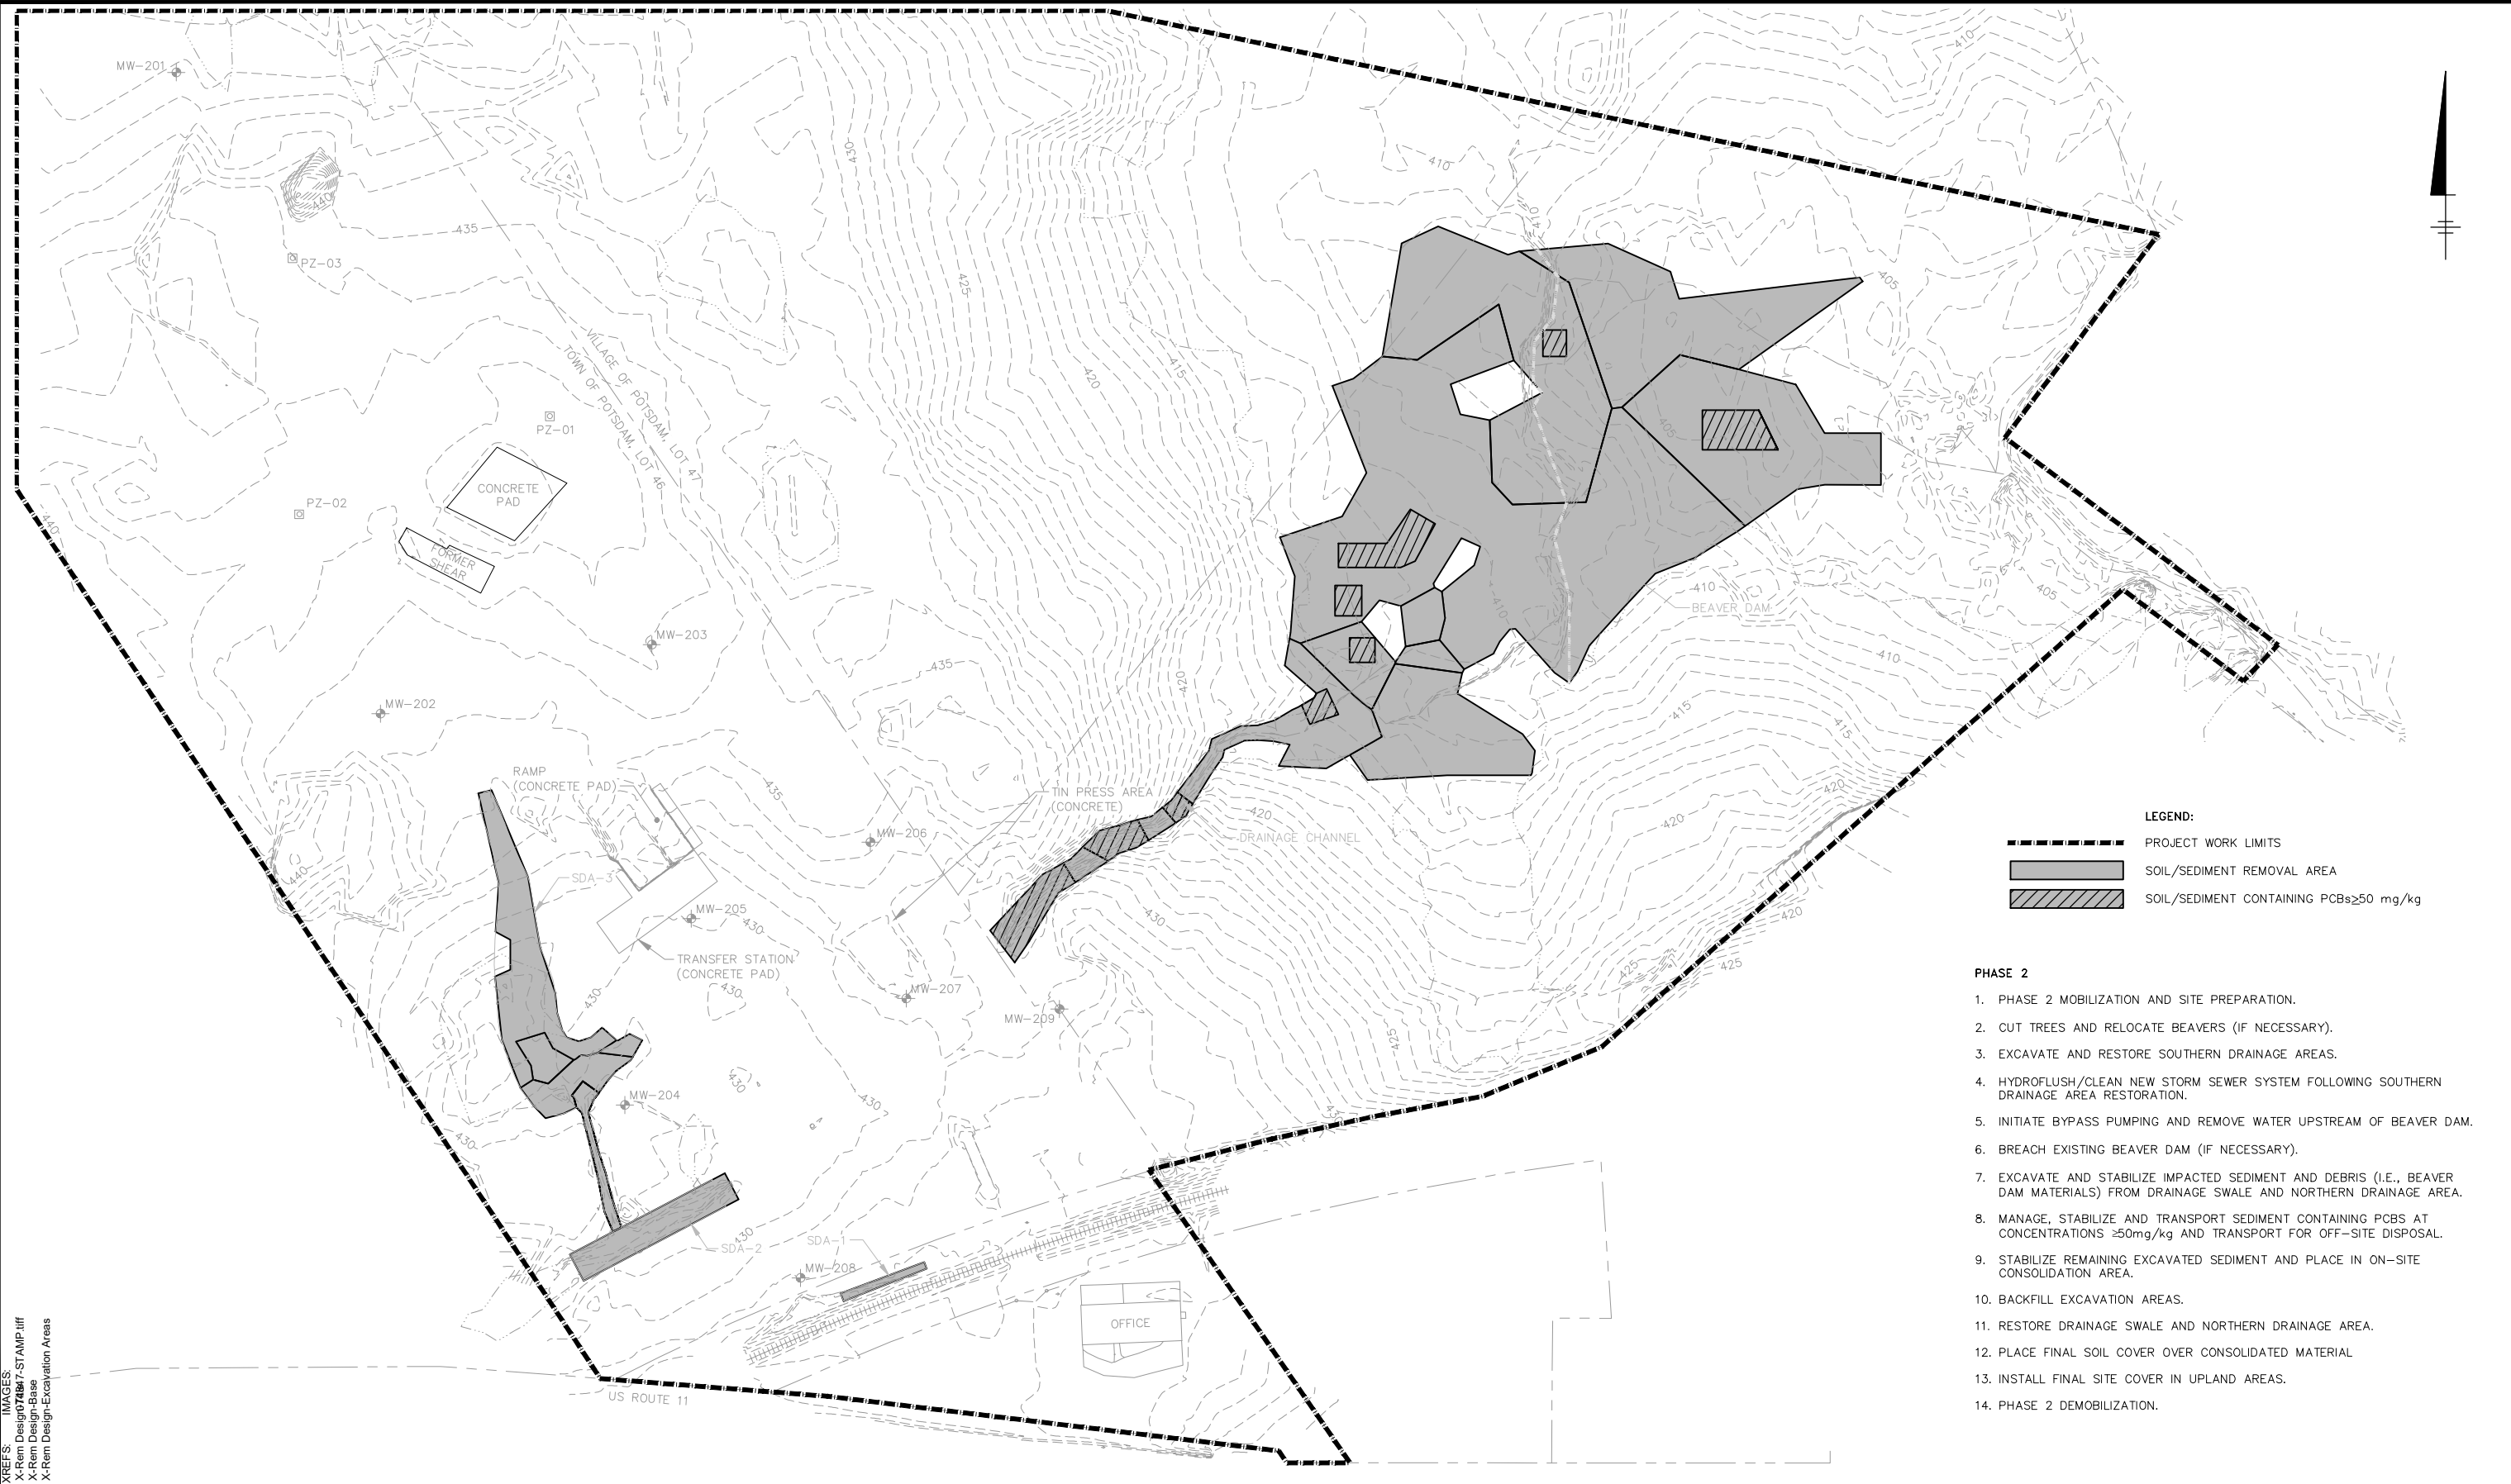 MW-201
410
430
410
440
435
410
PZ-03
405
425
VILLAGE OF POTSDAM, LOT 47
TOWN OF POTSDAM, LOT 46
420
415
PZ-01
405
CONCRETE
PAD
PZ-02
440
FORMER
SHEAR
410
410
405
BEAVER DAM
MW-203
435
420
410
MW-202
415
415
RAMP
(CONCRETE PAD)
435
TIN PRESS AREA
(CONCRETE)
420
420
420
MW-206
DRAINAGE CHANNEL
440
SDA-3
MW-205
430
430
420
TRANSFER STATION
(CONCRETE PAD)
425
425
430
430
MW-207
MW-209
425
430
MW-204
430
430
430
430
SDA-2
SDA-1
MW-208
OFFICE
US ROUTE 11
LEGEND:
PROJECT WORK LIMITS
SOIL/SEDIMENT REMOVAL AREA
SOIL/SEDIMENT CONTAINING PCBs≥50 mg/kg
PHASE 2
1. PHASE 2 MOBILIZATION AND SITE PREPARATION.
2. CUT TREES AND RELOCATE BEAVERS (IF NECESSARY).
3. EXCAVATE AND RESTORE SOUTHERN DRAINAGE AREAS.
4. HYDROFLUSH/CLEAN NEW STORM SEWER SYSTEM FOLLOWING SOUTHERN
DRAINAGE AREA RESTORATION.
5. INITIATE BYPASS PUMPING AND REMOVE WATER UPSTREAM OF BEAVER DAM.
6. BREACH EXISTING BEAVER DAM (IF NECESSARY).
7. EXCAVATE AND STABILIZE IMPACTED SEDIMENT AND DEBRIS (I.E., BEAVER
DAM MATERIALS) FROM DRAINAGE SWALE AND NORTHERN DRAINAGE AREA.
8. MANAGE, STABILIZE AND TRANSPORT SEDIMENT CONTAINING PCBS AT
CONCENTRATIONS ≥50mg/kg AND TRANSPORT FOR OFF-SITE DISPOSAL.
9. STABILIZE REMAINING EXCAVATED SEDIMENT AND PLACE IN ON-SITE
CONSOLIDATION AREA.
10. BACKFILL EXCAVATION AREAS.
11. RESTORE DRAINAGE SWALE AND NORTHERN DRAINAGE AREA.
12. PLACE FINAL SOIL COVER OVER CONSOLIDATED MATERIAL
13. INSTALL FINAL SITE COVER IN UPLAND AREAS.
14. PHASE 2 DEMOBILIZATION.
XREFS: IMAGES:
X-Rem Design 47-STAMP.tiff
X-Rem Design-Base
X-Rem Design-Excavation Areas